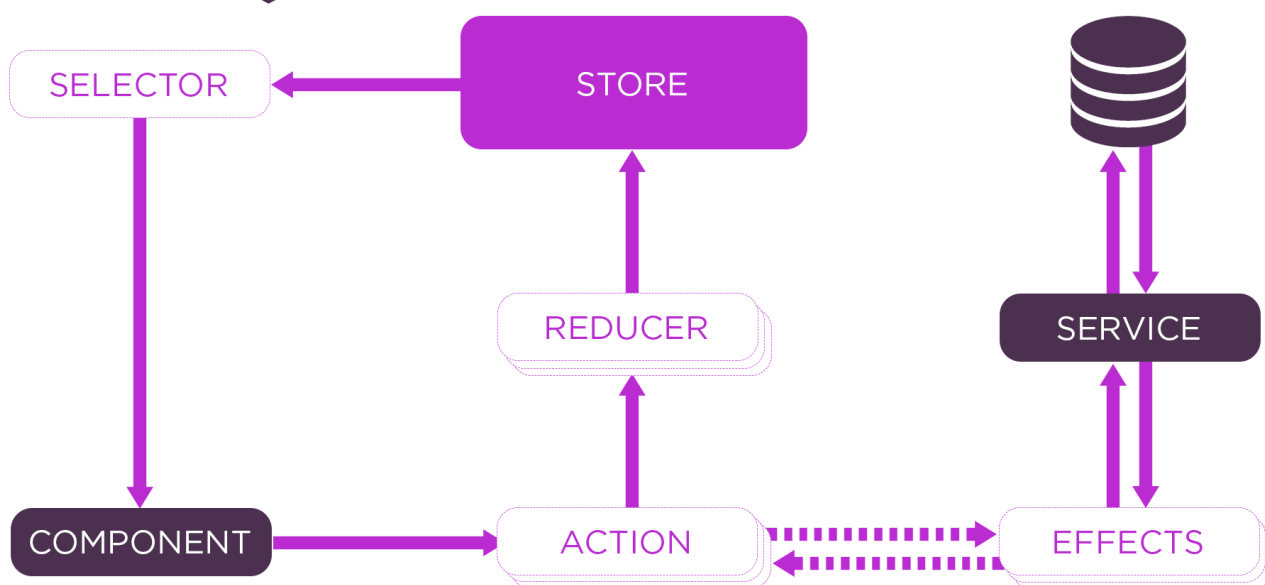 SELECTOR
STORE
REDUCER
SERVICE
COMPONENT
ACTION
EFFECTS